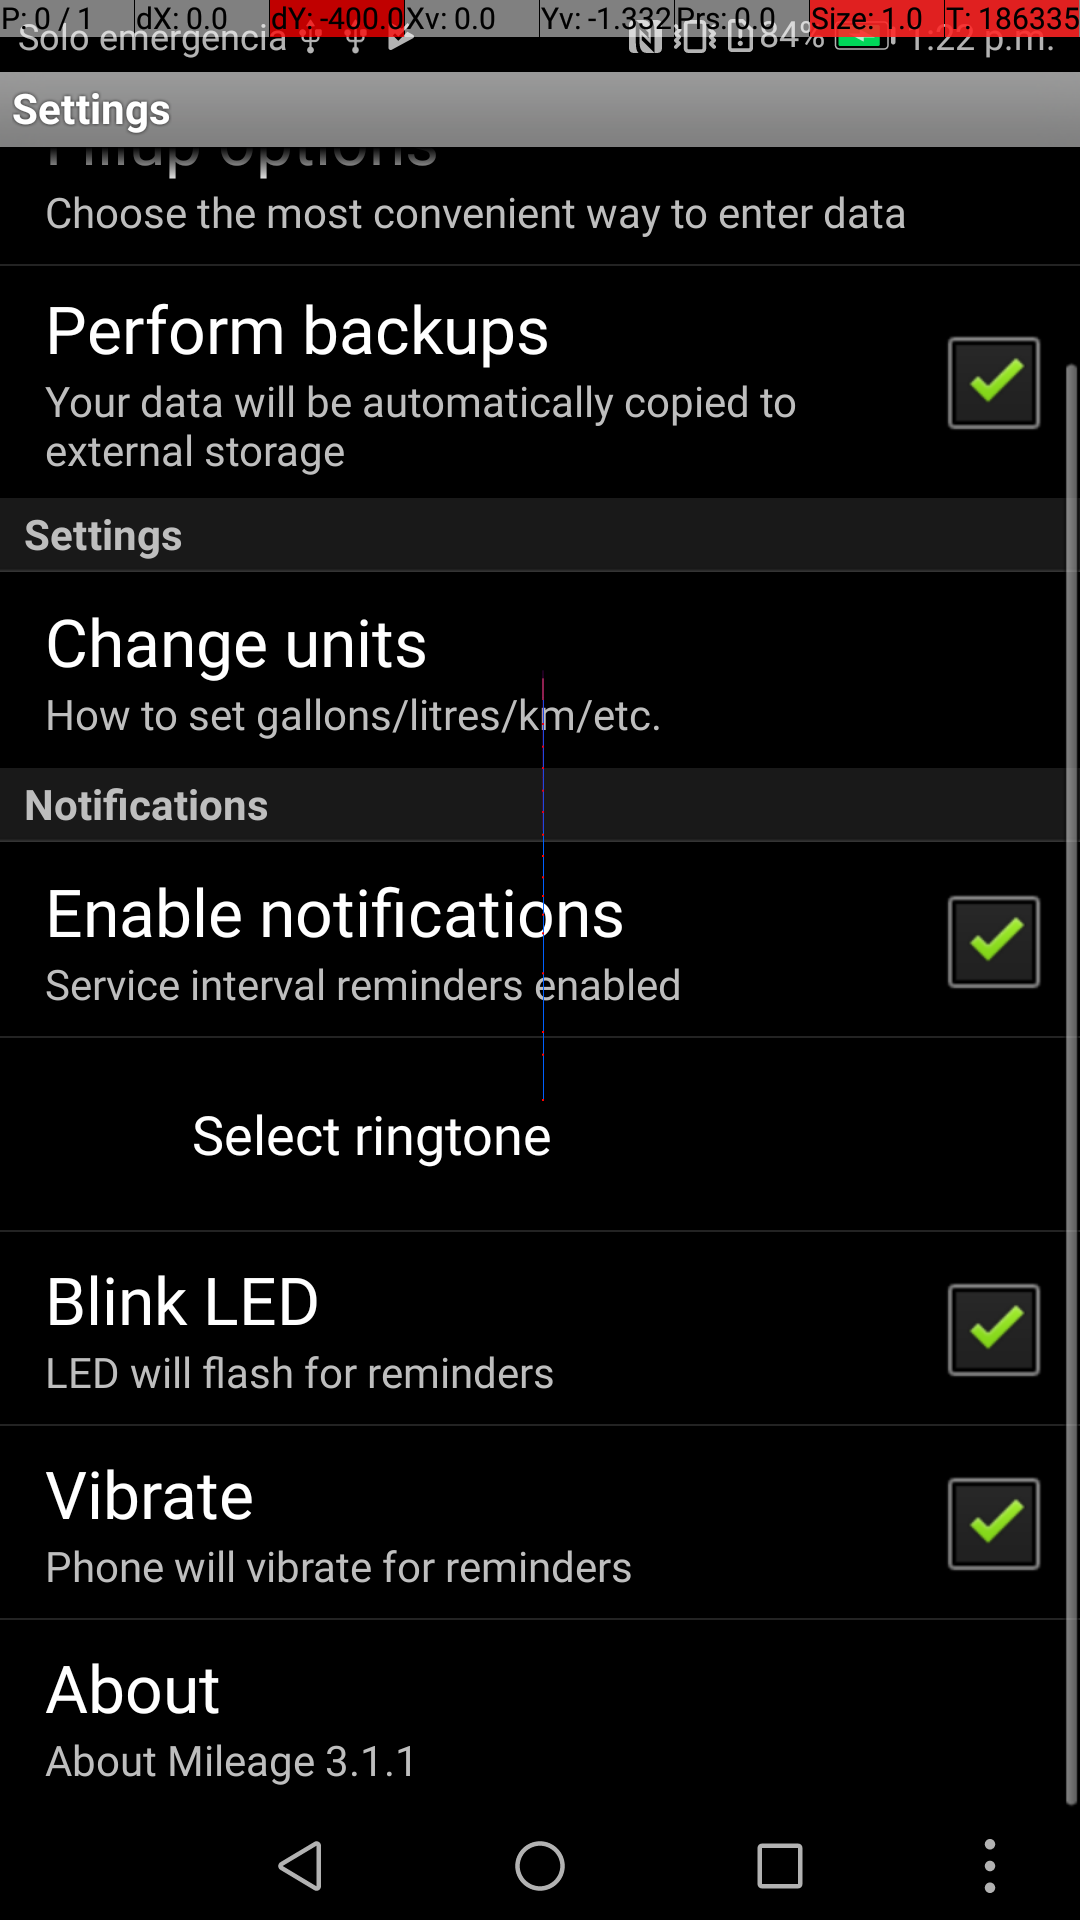 P: 0 / 1 dX: 0.0 dY: -400.0 Xv: 0.0 Yv: -1.332 Prs: 0.0 Size: 1.0 T: 186335
Solo emergencia 84% 1:22 p.m.
Settings
Fillup options
Choose the most convenient way to enter data
Perform backups
Your data will be automatically copied to
external storage
Settings
Change units
How to set gallons/litres/km/etc.
Notifications
Enable notifications
Service interval reminders enabled
Select ringtone
Blink LED
LED will flash for reminders
Vibrate
Phone will vibrate for reminders
About
About Mileage 3.1.1